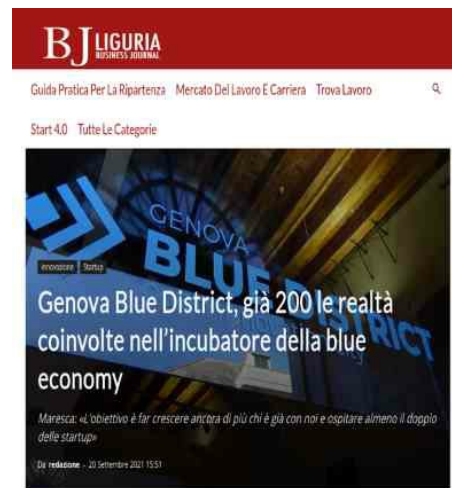 BJ LIGURIA
BUSINESS JOURNAL
Guida Pratica Per La Ripartenza Mercato Del Lavoro E Carriera Trova Lavoro
Start 4.0 Tutte Le Categorie
GENOVA
BLUE DISTRICT
Innovazione Startup
Genova Blue District, già 200 le realtà
coinvolte nell'incubatore della blue
economy
Maresca: «L'obiettivo è far crescere ancora di più chi è già con noi e ospitare almeno il doppio
delle startup»
Da redazione - 20 Settembre 2021 15:51